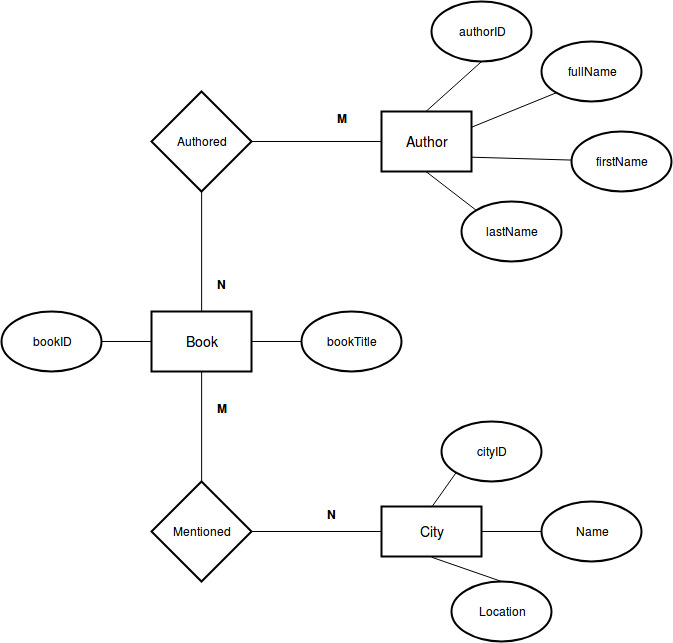 authorID
fullName
M
Authored
Author
firstName
lastName
N
bookID
Book
bookTitle
M
cityID
N
Mentioned
City
Name
Location